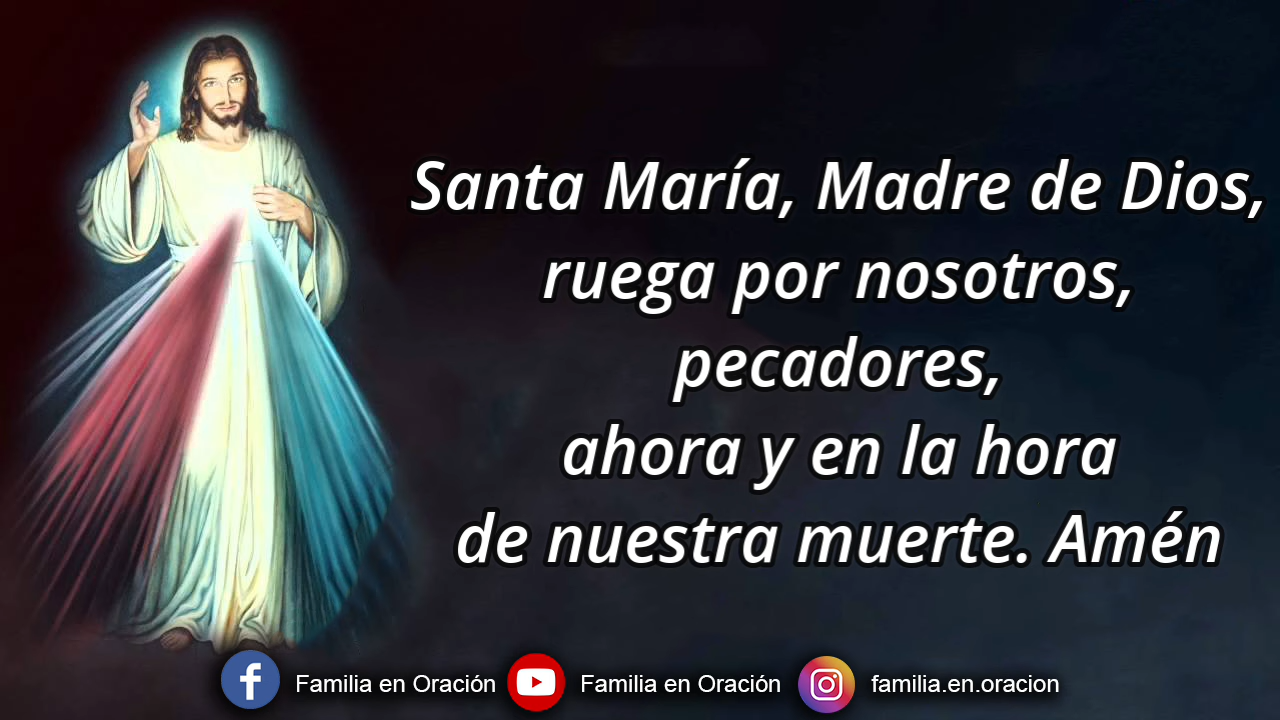 Santa María, Madre de Dios,
ruega por nosotros,
pecadores,
ahora y en la hora
de nuestra muerte. Amén
Familia en Oración Familia en Oración familia.en.oracion